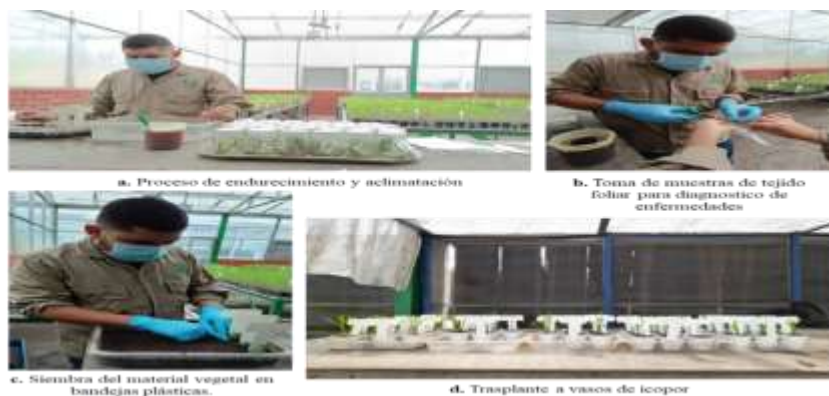 a. Proceso de endurecimiento y aclimatación
b. Toma de muestras de tejido
foliar para diagnostico de
enfermedades
c. Siembra del material vegetal en
bandejas plásticas.
d. Trasplante a vasos de icopor